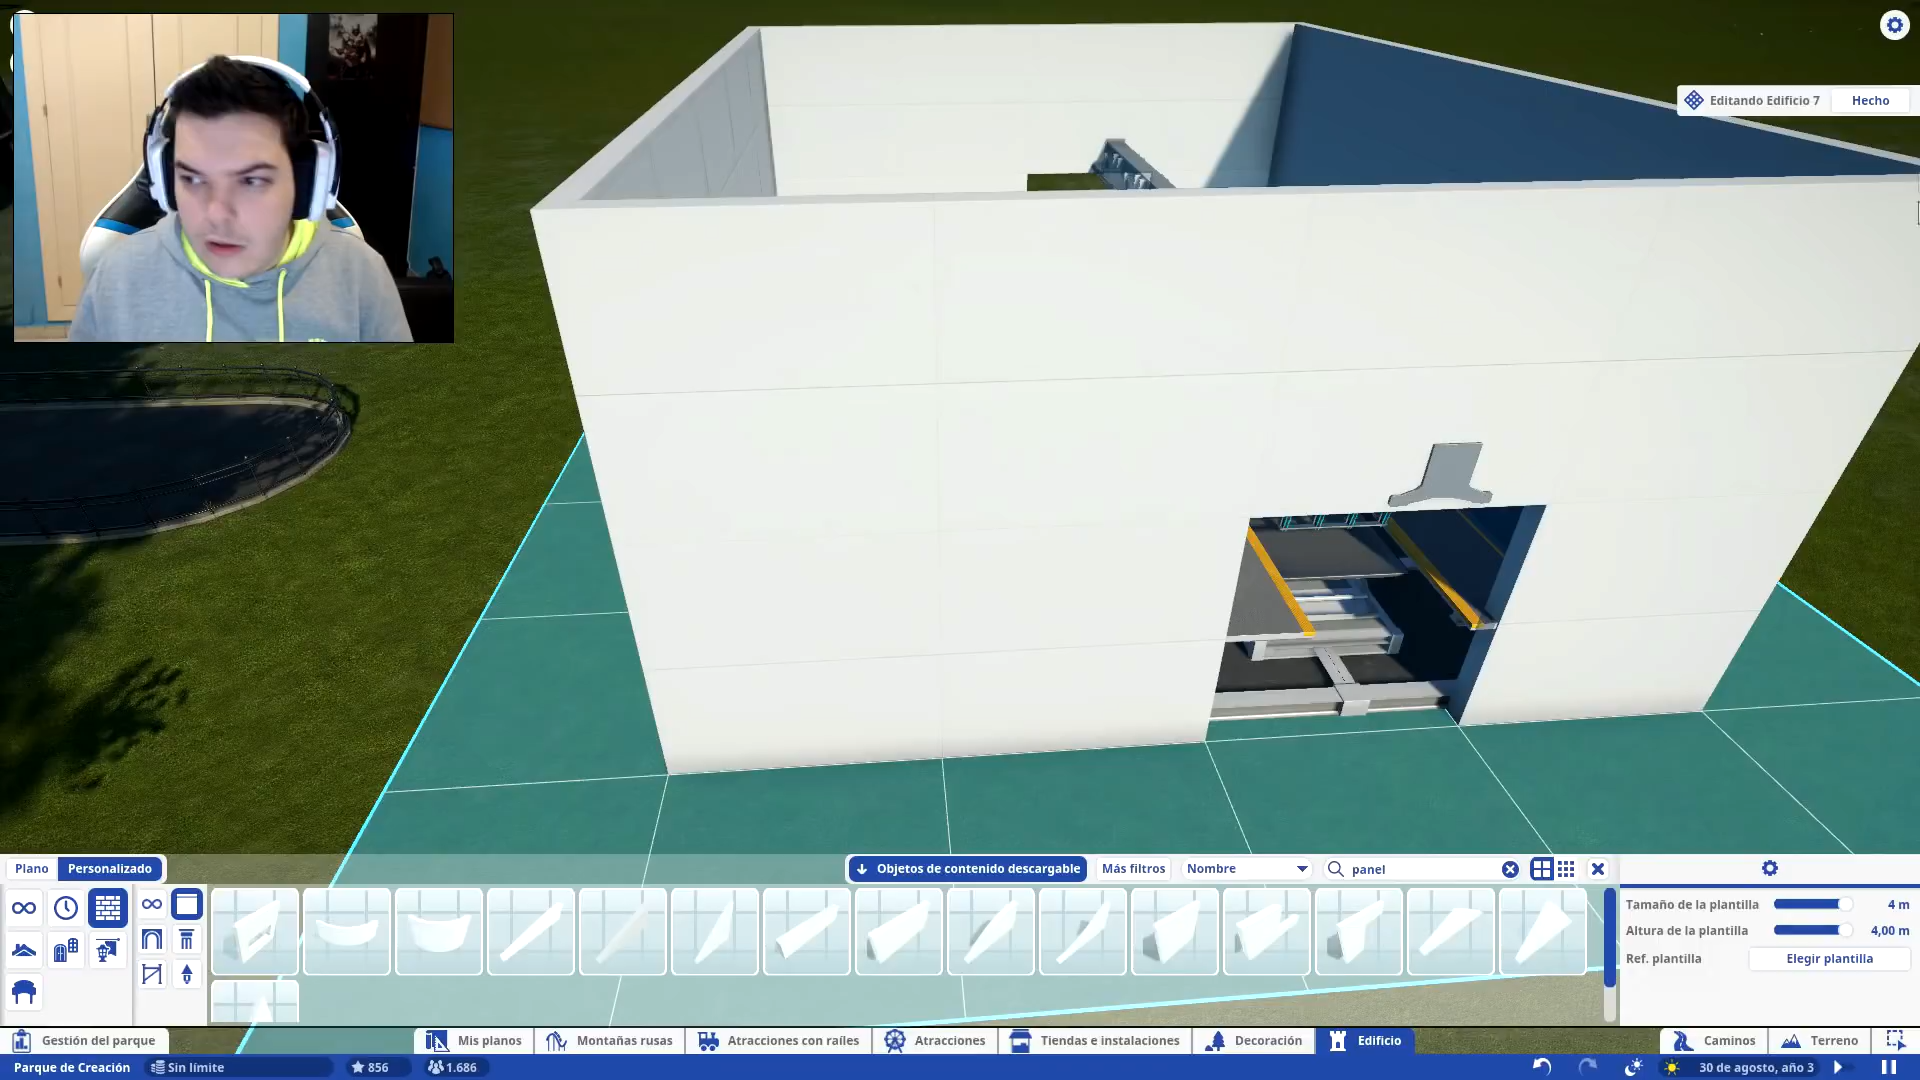 Editando Edificio 7
Hecho
Plano
Personalizado
Objetos de contenido descargable
Más filtros
Nombre
panel
Tamaño de la plantilla
4 m
Altura de la plantilla
4,00 m
Ref. plantilla
Elegir plantilla
Gestión del parque
Mis planos
Montañas rusas
Atracciones con raíles
Atracciones
Tiendas e instalaciones
Decoración
Edificio
Caminos
Terreno
Parque de Creación
Sin límite
856
1.686
30 de agosto, año 3